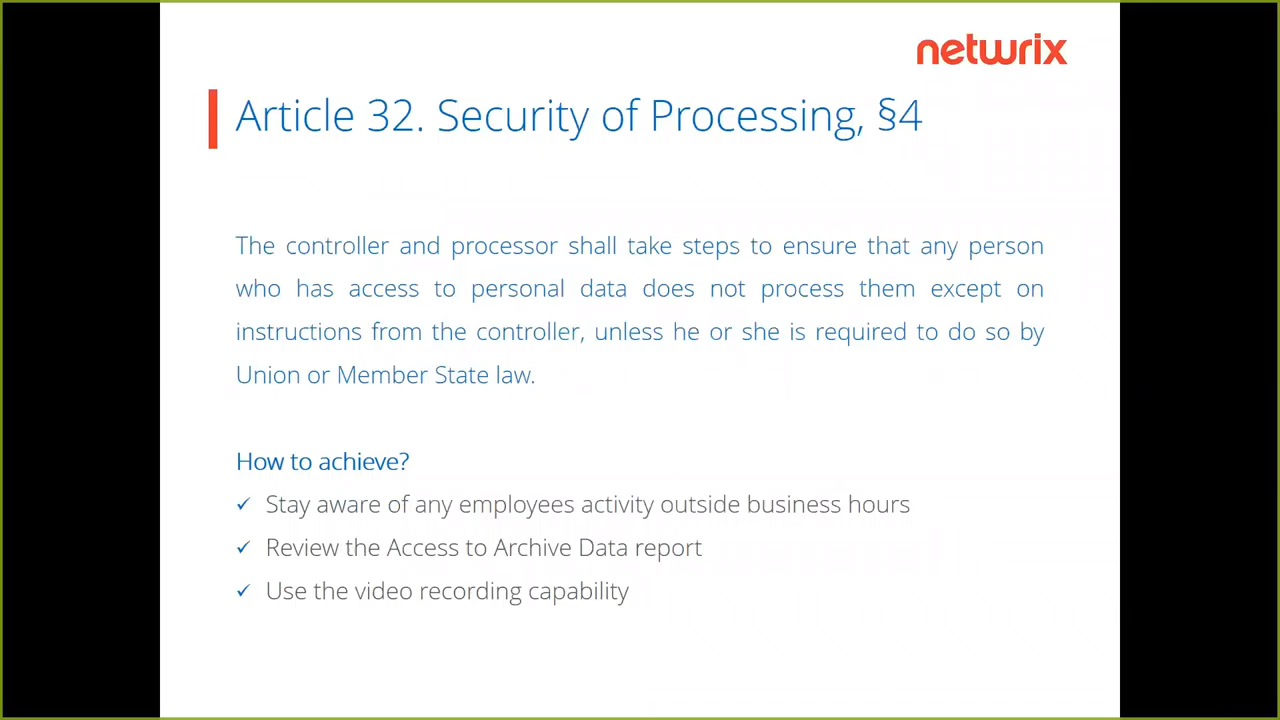 netwrix
Article 32. Security of Processing, §4
The controller and processor shall take steps to ensure that any person
who has access to personal data does not process them except on
instructions from the controller, unless he or she is required to do so by
Union or Member State law.
How to achieve?
✓ Stay aware of any employees activity outside business hours
✓ Review the Access to Archive Data report
✓ Use the video recording capability